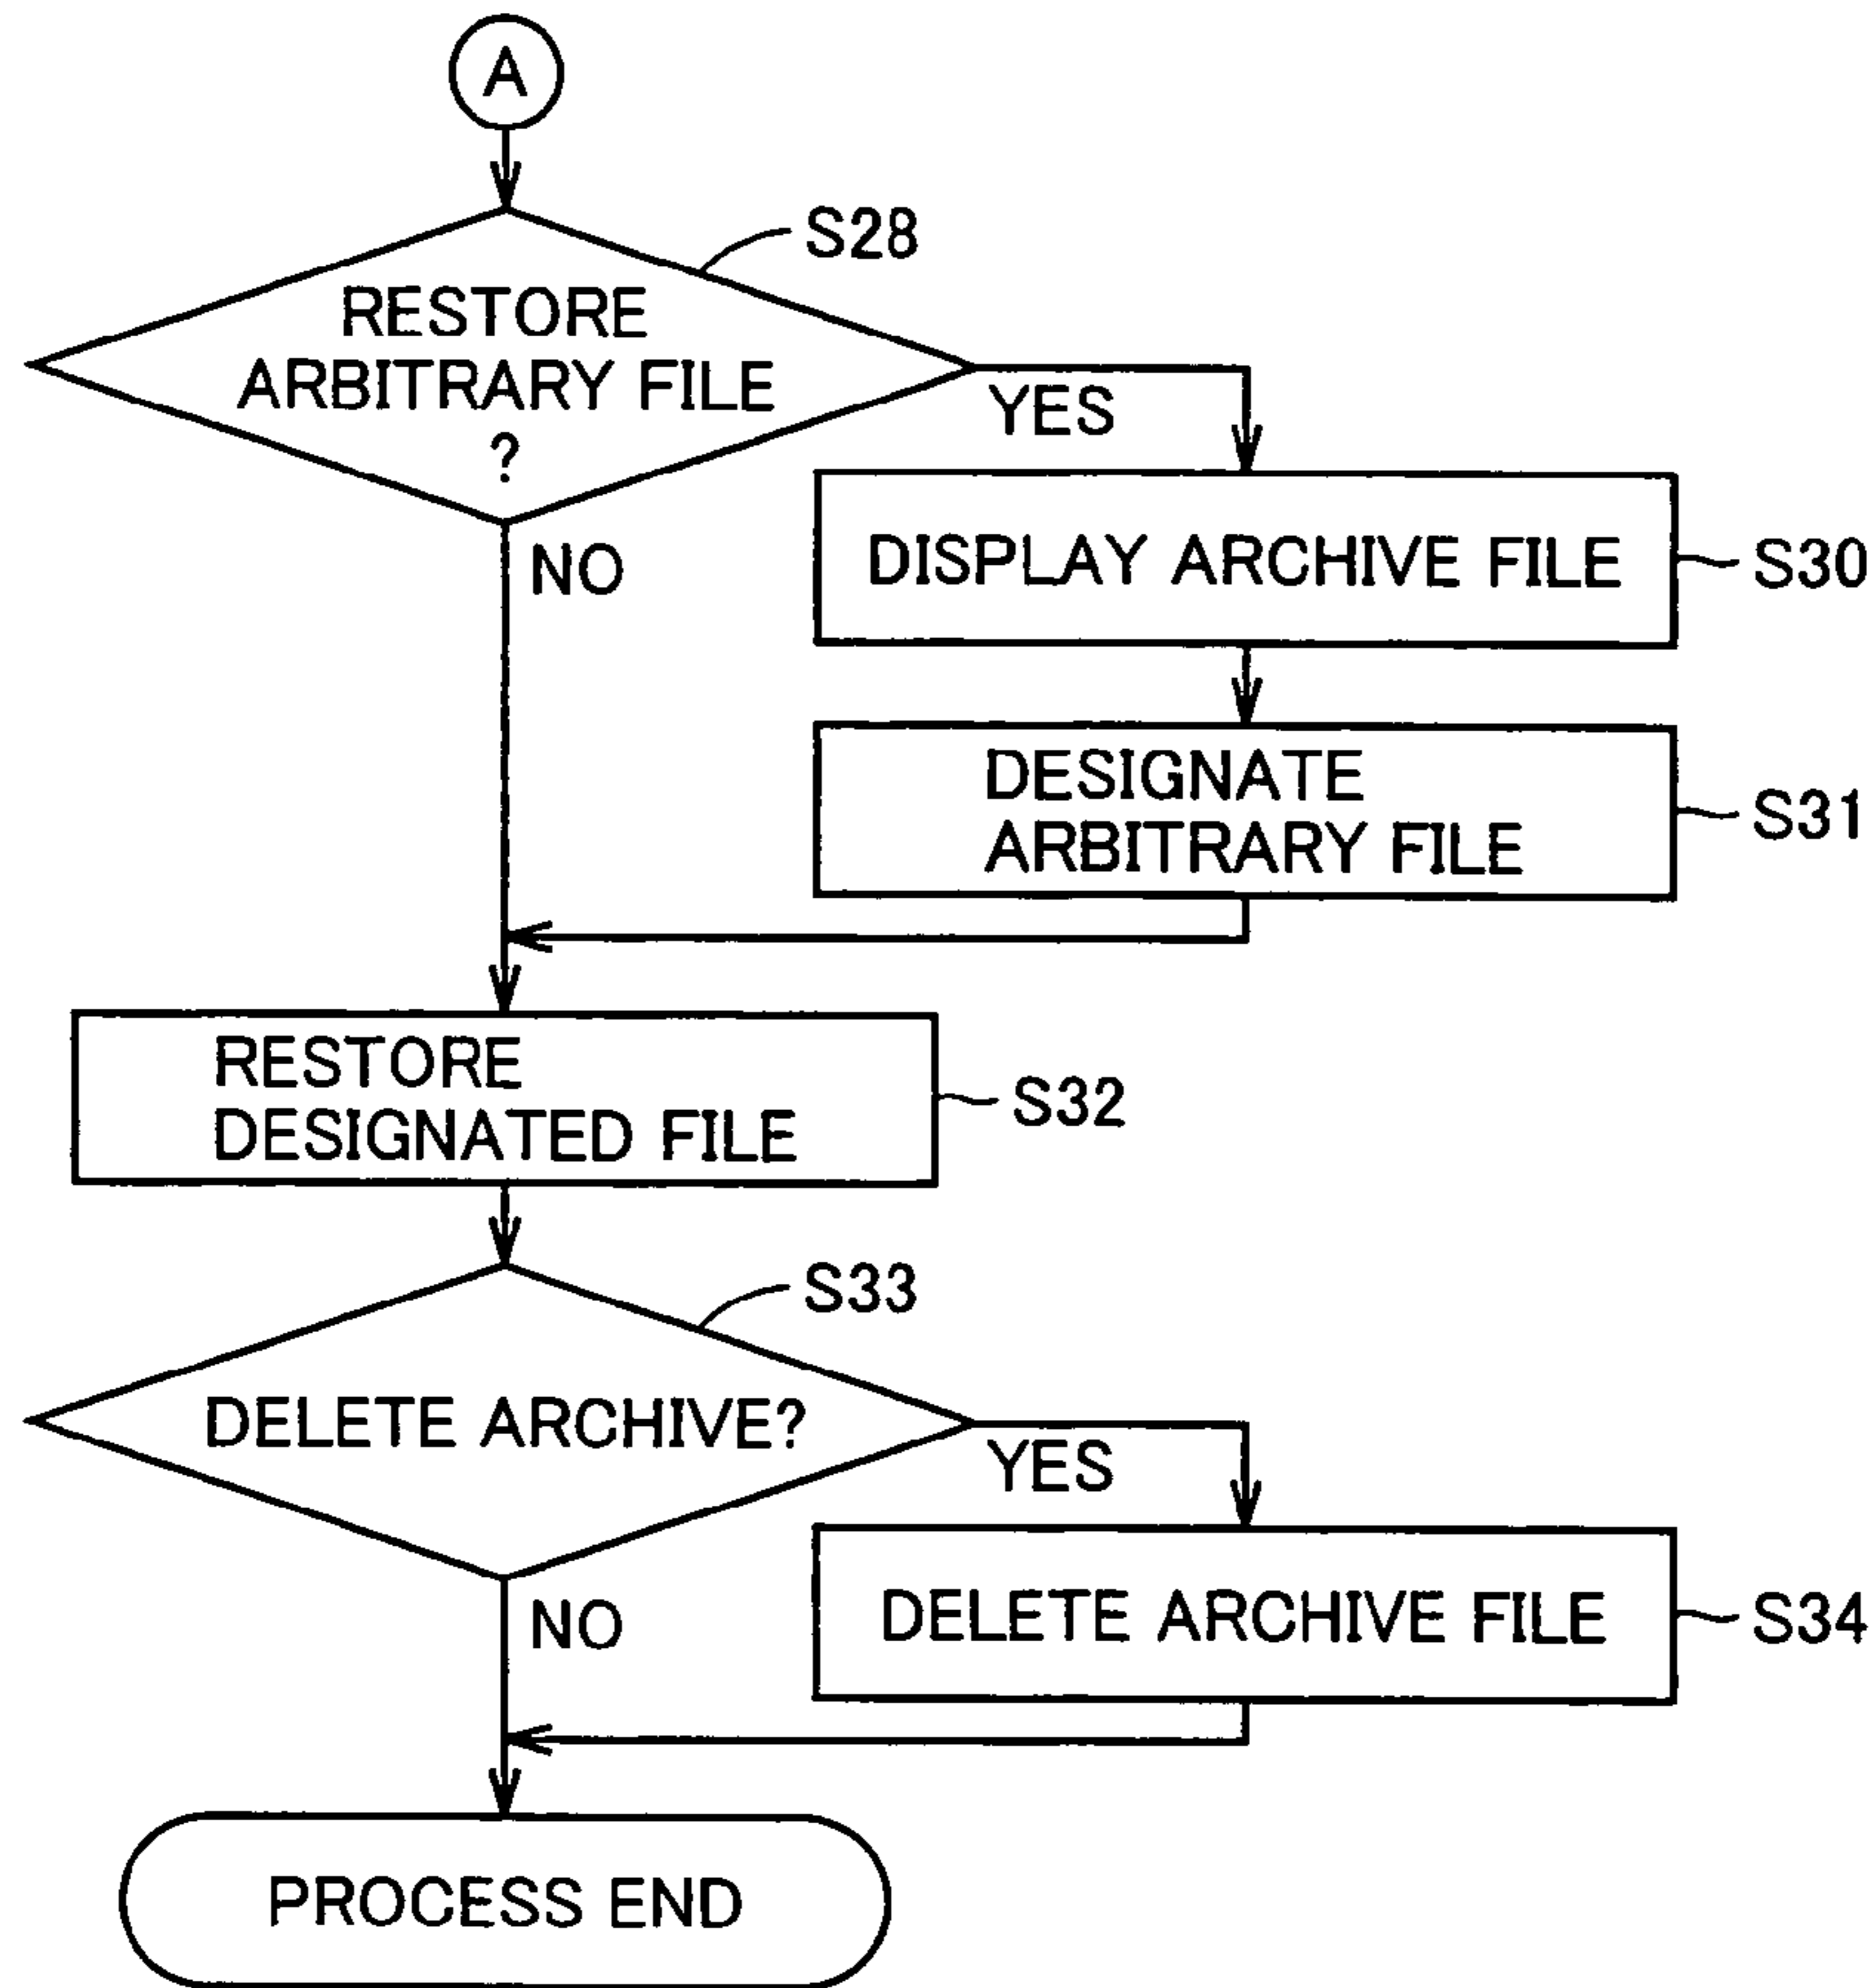 A
S28
RESTORE
ARBITRARY FILE
?
YES
NO
DISPLAY ARCHIVE FILE
S30
DESIGNATE
ARBITRARY FILE
S31
RESTORE
DESIGNATED FILE
S32
S33
DELETE ARCHIVE?
YES
NO
DELETE ARCHIVE FILE
S34
PROCESS END